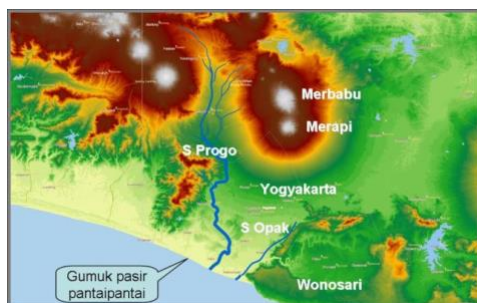 Merbabu
Merapi
S Progo
Yogyakarta
S Opak
Gumuk pasir
pantaipantai
Wonosari